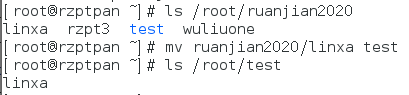 [root@rzptpan ~]# ls /root/ruanjian2020
linxa rzpt3 test wuliuone
[root@rzptpan ~]# mv ruanjian2020/linxa test
[root@rzptpan ~]# ls /root/test
linxa